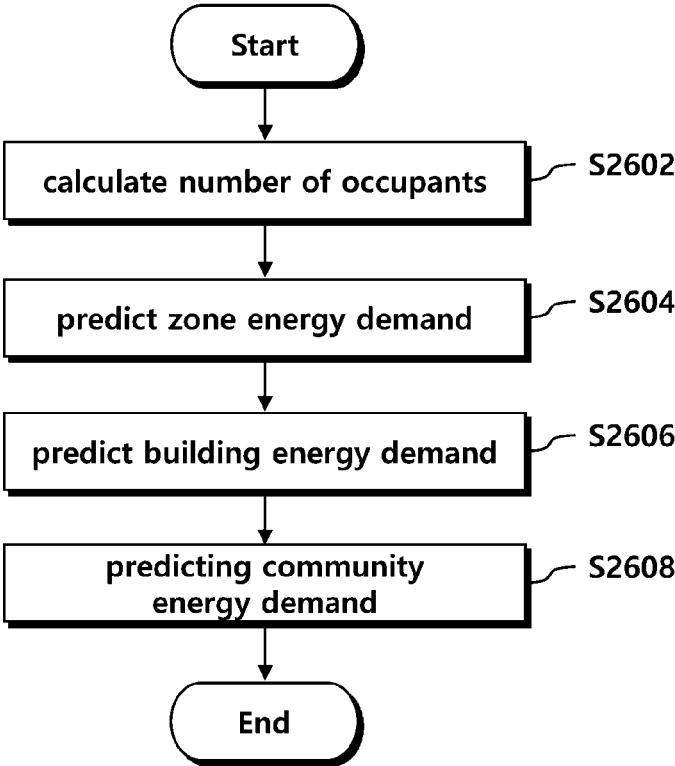 Start
calculate number of occupants
S2602
predict zone energy demand
S2604
predict building energy demand
S2606
predicting community
energy demand
S2608
End